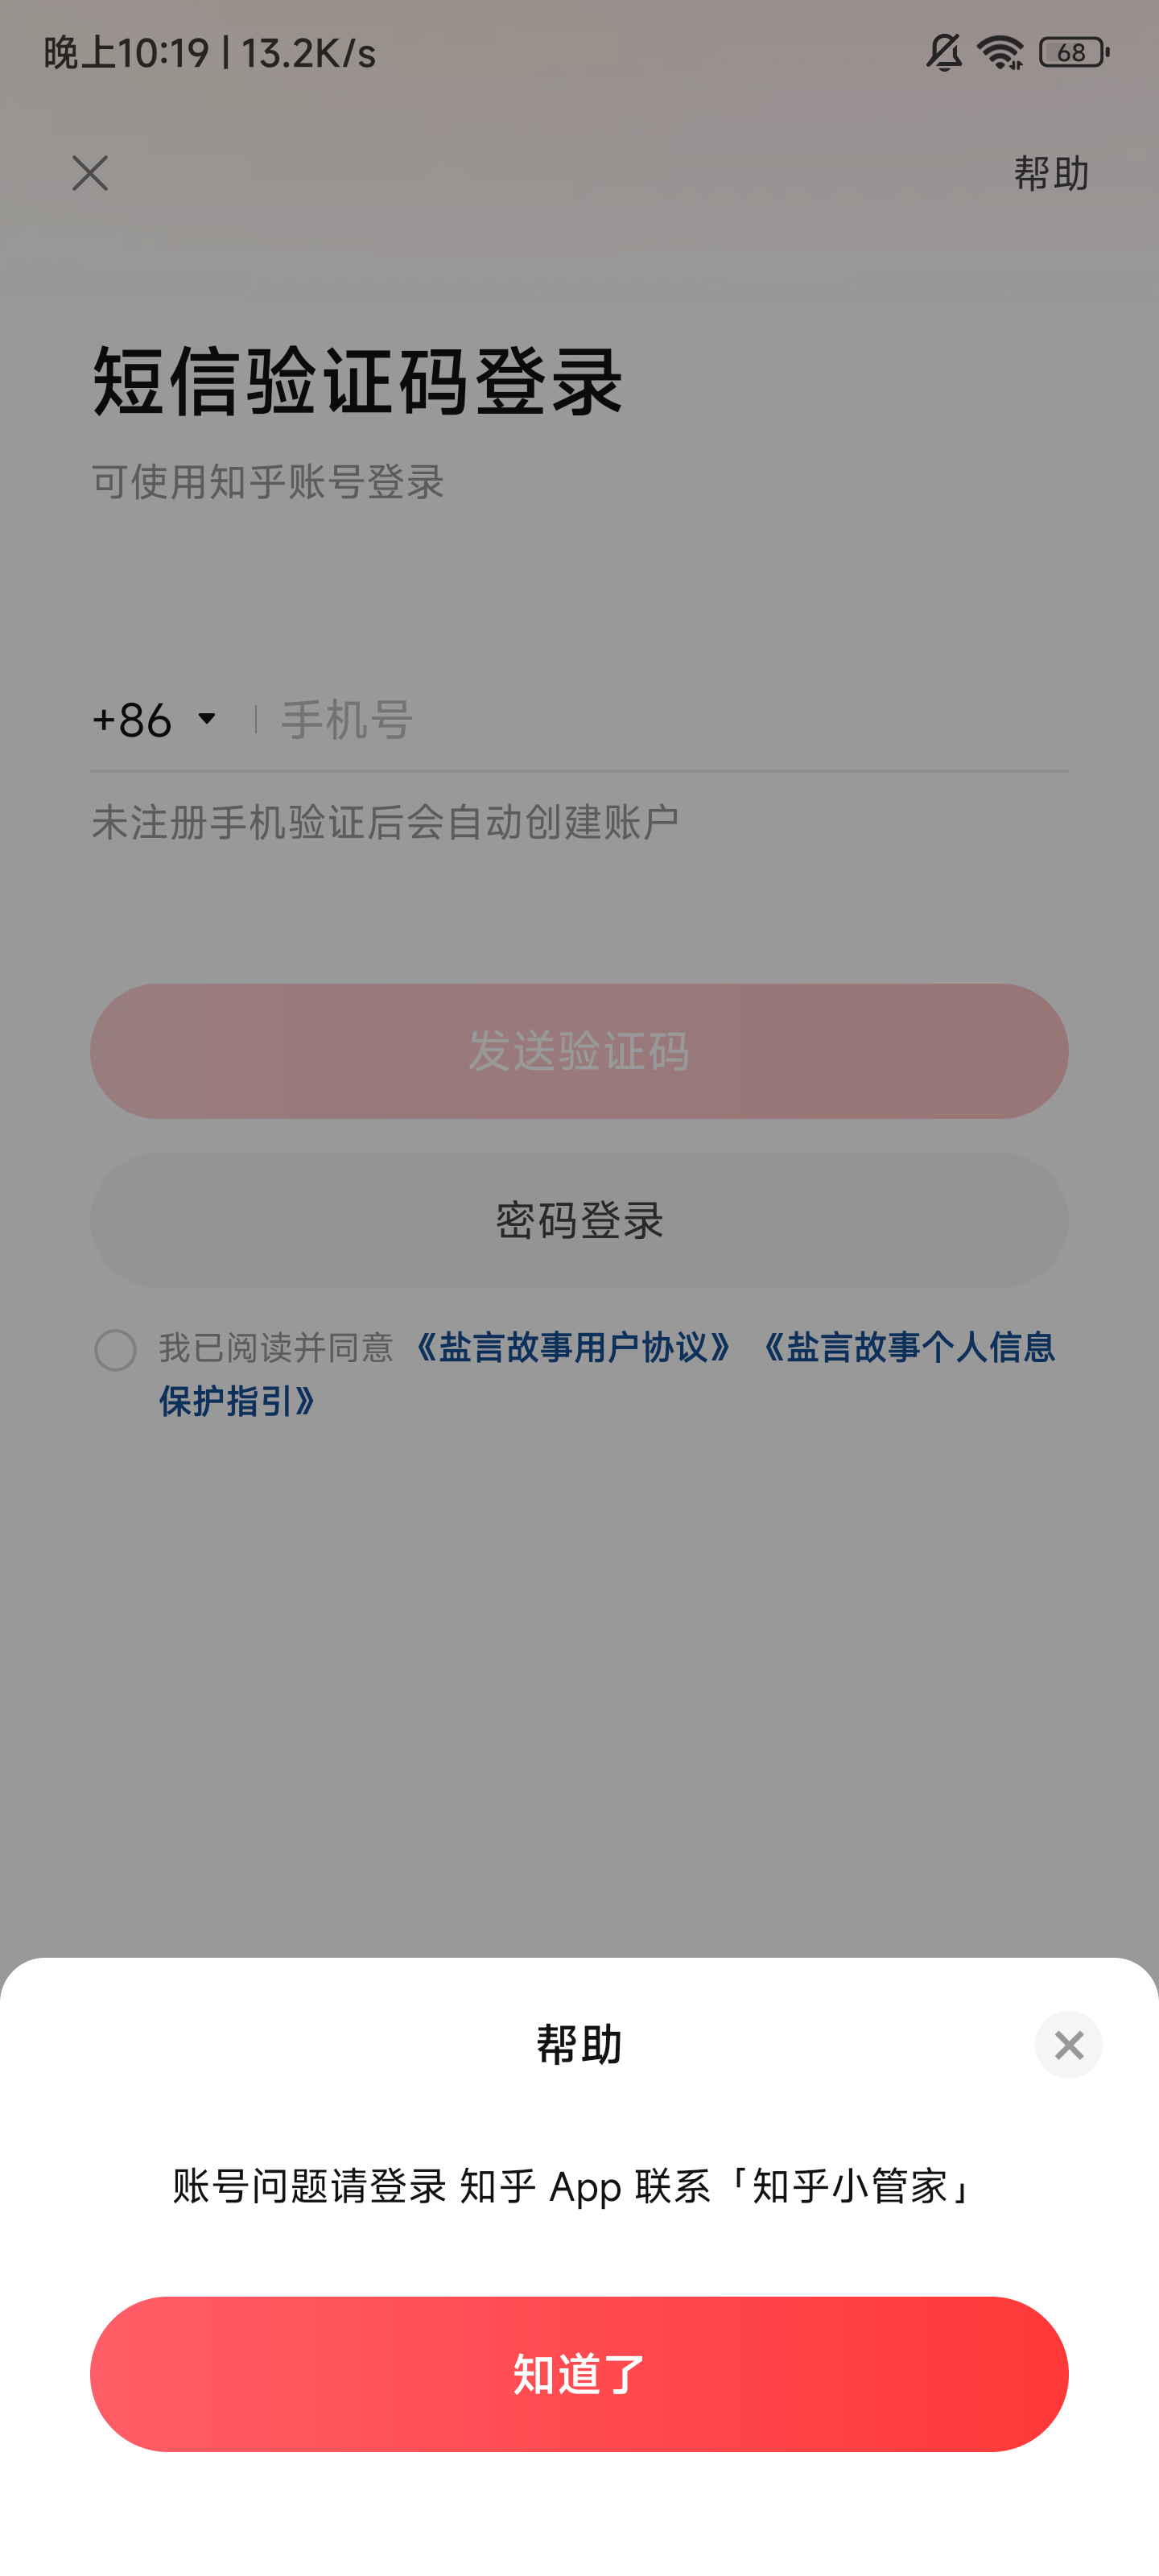 晚上10:19 | 13.2K/s
68
帮助
短信验证码登录
可使用知乎账号登录
+86 手机号
未注册手机验证后会自动创建账户
发送验证码
密码登录
我已阅读并同意 《盐言故事用户协议》 《盐言故事个人信息
保护指引》
帮助
账号问题请登录 知乎 App 联系「知乎小管家」
知道了